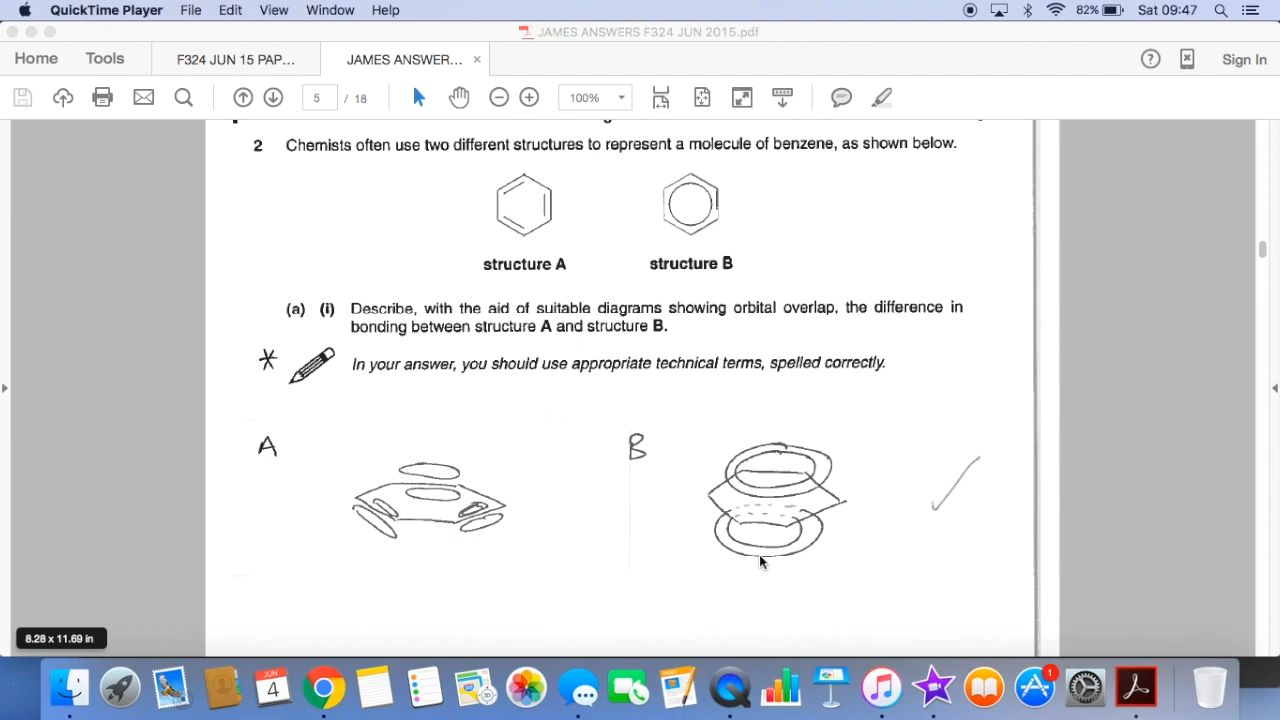 QuickTime Player File Edit View Window Help 82% Sat 09:47
JAMES ANSWERS F324 JUN 2015.pdf
Home Tools F324 JUN 15 PAP... JAMES ANSWER... × Sign In
5 / 18 100%
2 Chemists often use two different structures to represent a molecule of benzene, as shown below.
structure A structure B
(a) (i) Describe, with the aid of suitable diagrams showing orbital overlap, the difference in
bonding between structure A and structure B.
In your answer, you should use appropriate technical terms, spelled correctly.
A B
8.28 x 11.69 in
JUN
4
1